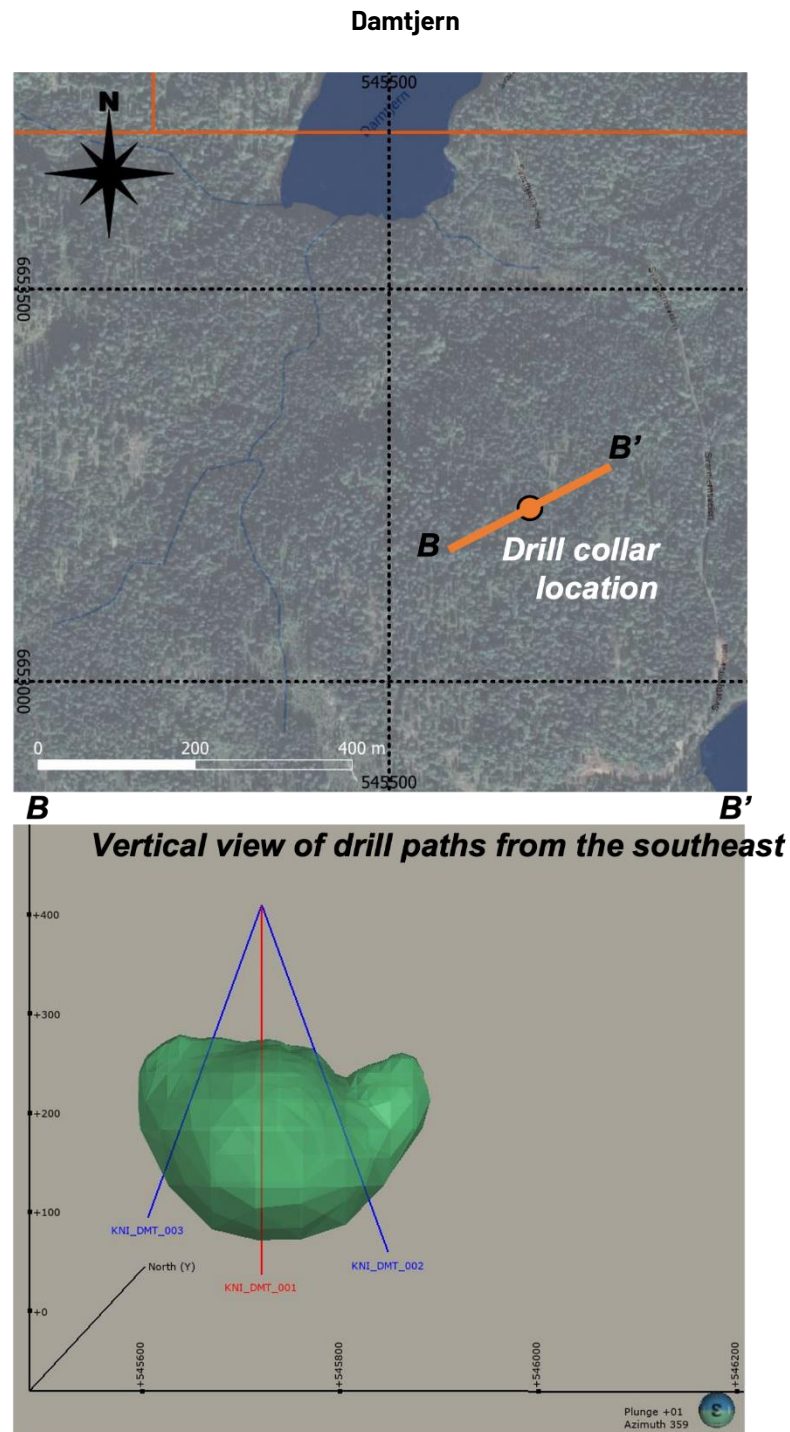 Damtjern
545500
Damtjern
N
6653500
B'
B
Drill collar
location
6653000
0
200
400 m
545500
B
B'
Vertical view of drill paths from the southeast
+400
+300
+200
+100
KNI_DMT_003
KNI_DMT_002
North (Y)
KNI_DMT_001
+0
+545600
+545800
+546000
+546200
Plunge +01
Azimuth 359